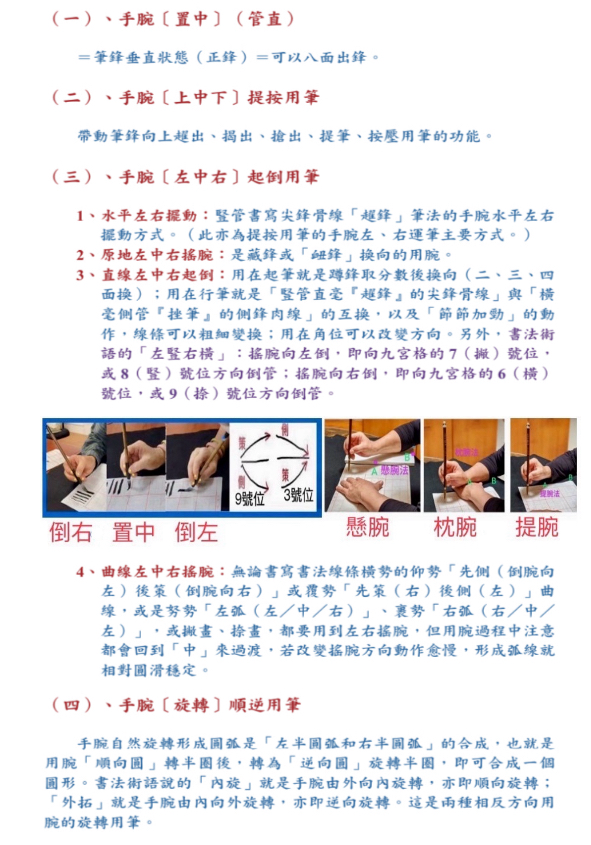 （一）、手腕〔置中〕（管直）
＝筆鋒垂直狀態（正鋒）＝可以八面出鋒。
（二）、手腕〔上中下〕提按用筆
帶動筆鋒向上趯出、揭出、搶出、提筆、按壓用筆的功能。
（三）、手腕〔左中右〕起倒用筆
1、水平左右擺動：豎管書寫尖鋒骨線「趯鋒」筆法的手腕水平左右
擺動方式。（此亦為提按用筆的手腕左、右運筆主要方式。）
2、原地左中右搖腕：是藏鋒或「衄鋒」換向的用腕。
3、直線左中右起倒：用在起筆就是蹲鋒取分數後換向（二、三、四
面換）；用在行筆就是「豎管直毫『趯鋒』的尖鋒骨線」與「橫
毫側管『挫筆』的側鋒肉線」的互換，以及「節節加勁」的動
作，線條可以粗細變換；用在角位可以改變方向。另外，書法術
語的「左豎右橫」：搖腕向左倒，即向九宮格的 7（撇）號位，
或 8（豎）號位方向倒管；搖腕向右倒，即向九宮格的 6（橫）
號位，或 9（捺）號位方向倒管。
策 側
側 策
9號位 3號位
A 懸腕法 B
枕腕法 A B
提腕法 A B
倒右 置中 倒左 懸腕 枕腕 提腕
4、曲線左中右搖腕：無論書寫書法線條橫勢的仰勢「先側（倒腕向
左）後策（倒腕向右）」或覆勢「先策（右）後側（左）」曲
線，或是努勢「左弧（左／中／右）」、裹勢「右弧（右／中／
左）」，或撇畫、捺畫，都要用到左右搖腕，但用腕過程中注意
都會回到「中」來過渡，若改變搖腕方向動作愈慢，形成弧線就
相對圓滑穩定。
（四）、手腕〔旋轉〕順逆用筆
手腕自然旋轉形成圓弧是「左半圓弧和右半圓弧」的合成，也就是
用腕「順向圓」轉半圈後，轉為「逆向圓」旋轉半圈，即可合成一個
圓形。書法術語說的「內旋」就是手腕由外向內旋轉，亦即順向旋轉；
「外拓」就是手腕由內向外旋轉，亦即逆向旋轉。這是兩種相反方向用
腕的旋轉用筆。